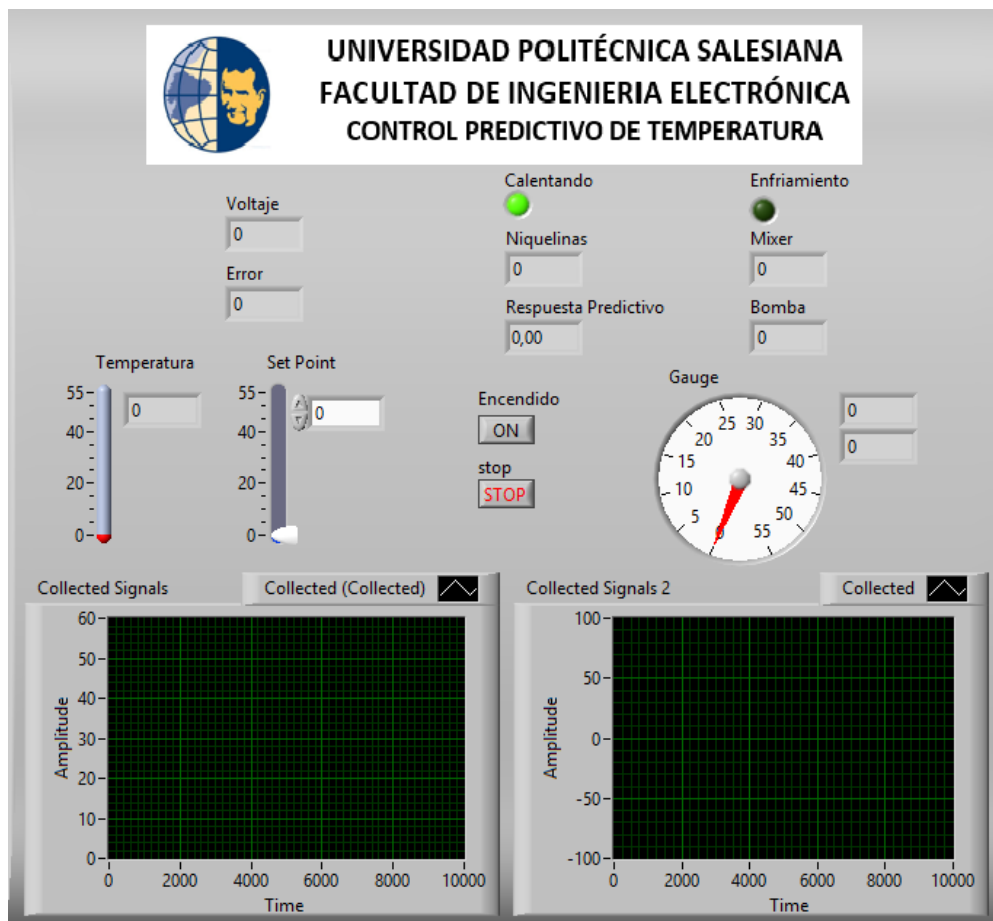 UNIVERSIDAD POLITÉCNICA SALESIANA
FACULTAD DE INGENIERIA ELECTRÓNICA
CONTROL PREDICTIVO DE TEMPERATURA
Calentando
Enfriamiento
Voltaje
0
Niquelinas
0
Mixer
0
Error
0
Respuesta Predictivo
0,00
Bomba
0
Temperatura
55
40
20
0
0
Set Point
55
40
20
0
0
Encendido
ON
stop
STOP
Gauge
0
5
10
15
20
25
30
35
40
45
50
55
0
0
Collected Signals
Collected (Collected)
60
50
40
30
20
10
0
Amplitude
0 2000 4000 6000 8000 10000
Time
Collected Signals 2
Collected
100
50
0
-50
-100
Amplitude
0 2000 4000 6000 8000 10000
Time